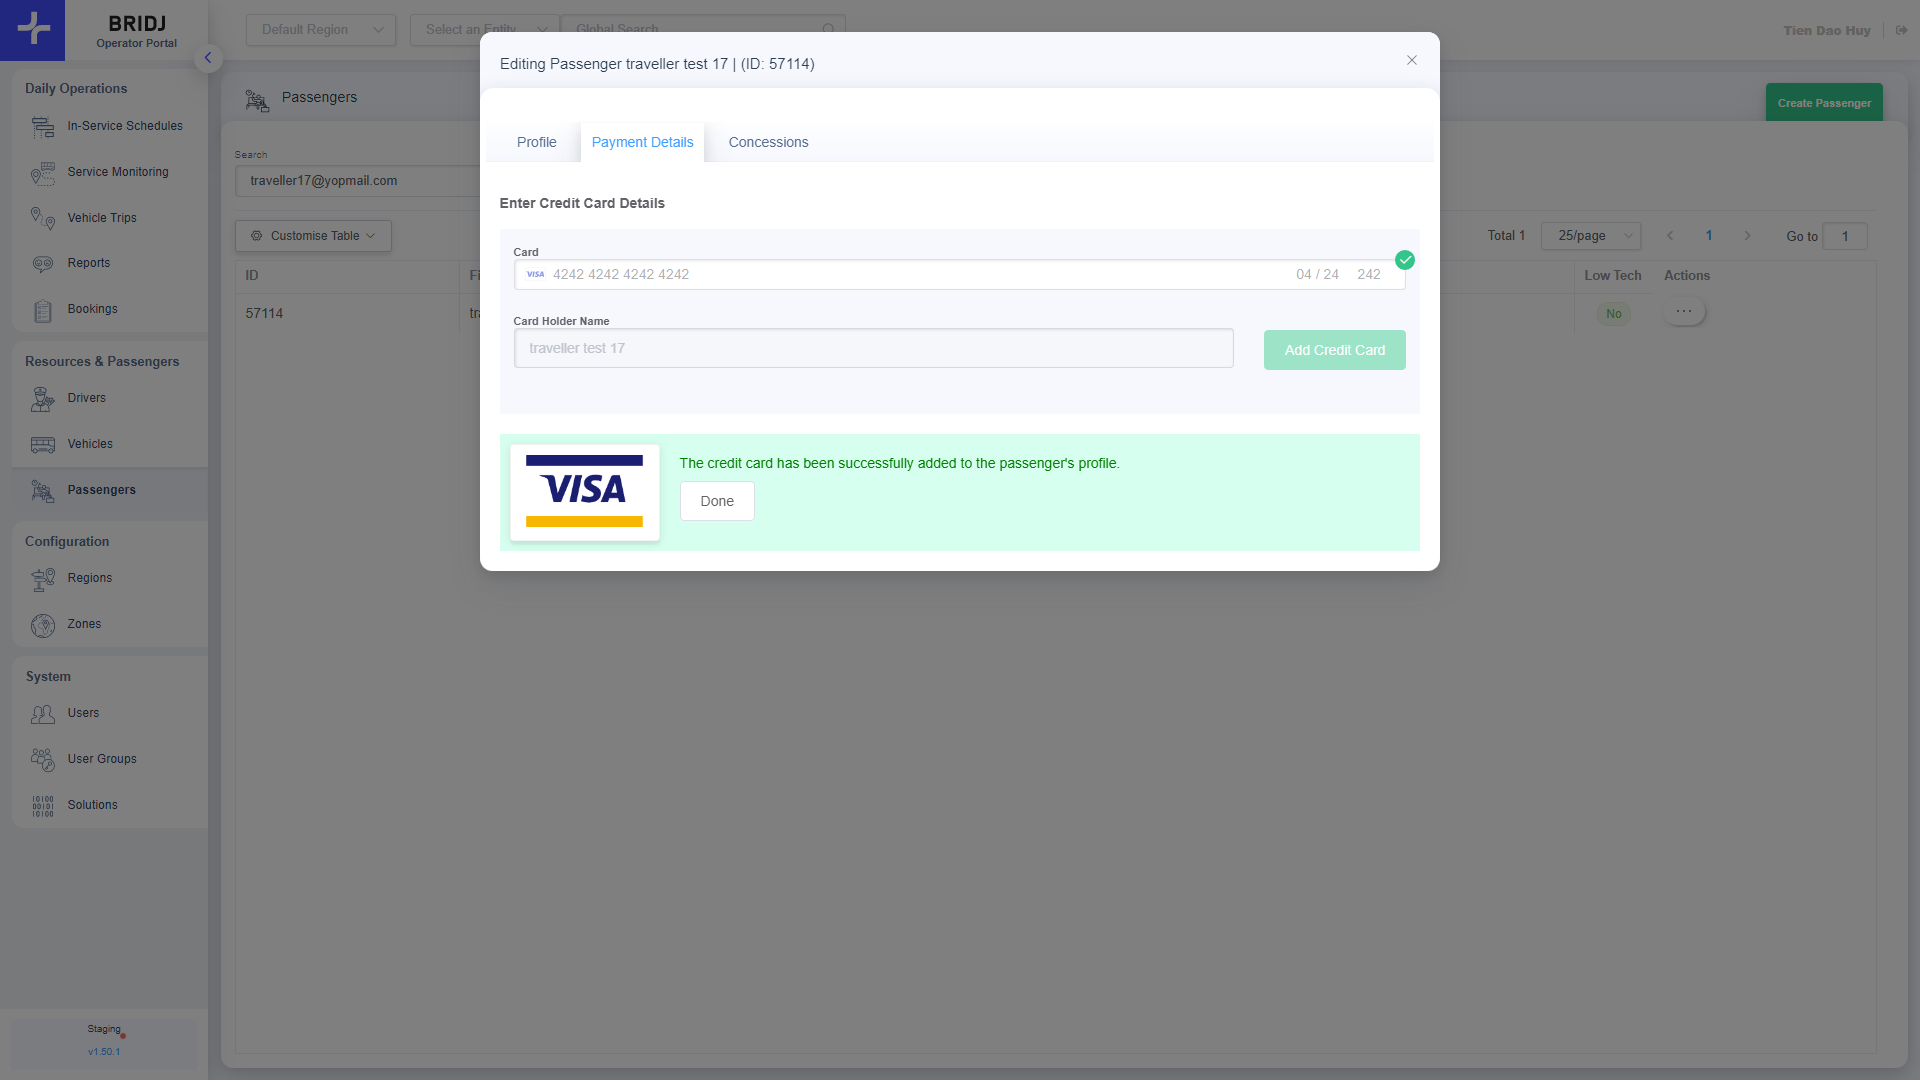 BRIDJ
Operator Portal
Default Region
Select an Entity
Global Search
Tien Dao Huy
Daily Operations
In-Service Schedules
Service Monitoring
Vehicle Trips
Reports
Bookings
Resources & Passengers
Drivers
Vehicles
Passengers
Configuration
Regions
Zones
System
Users
User Groups
Solutions
Staging
v1.50.1
Passengers
Create Passenger
Search
traveller17@yopmail.com
Customise Table
Total 1
25/page
1
Go to
1
ID
Fi
Low Tech
Actions
57114
tr
No
Editing Passenger traveller test 17 | (ID: 57114)
Profile
Payment Details
Concessions
Enter Credit Card Details
Card
VISA 4242 4242 4242 4242 04 / 24 242
Card Holder Name
traveller test 17
Add Credit Card
VISA
The credit card has been successfully added to the passenger's profile.
Done